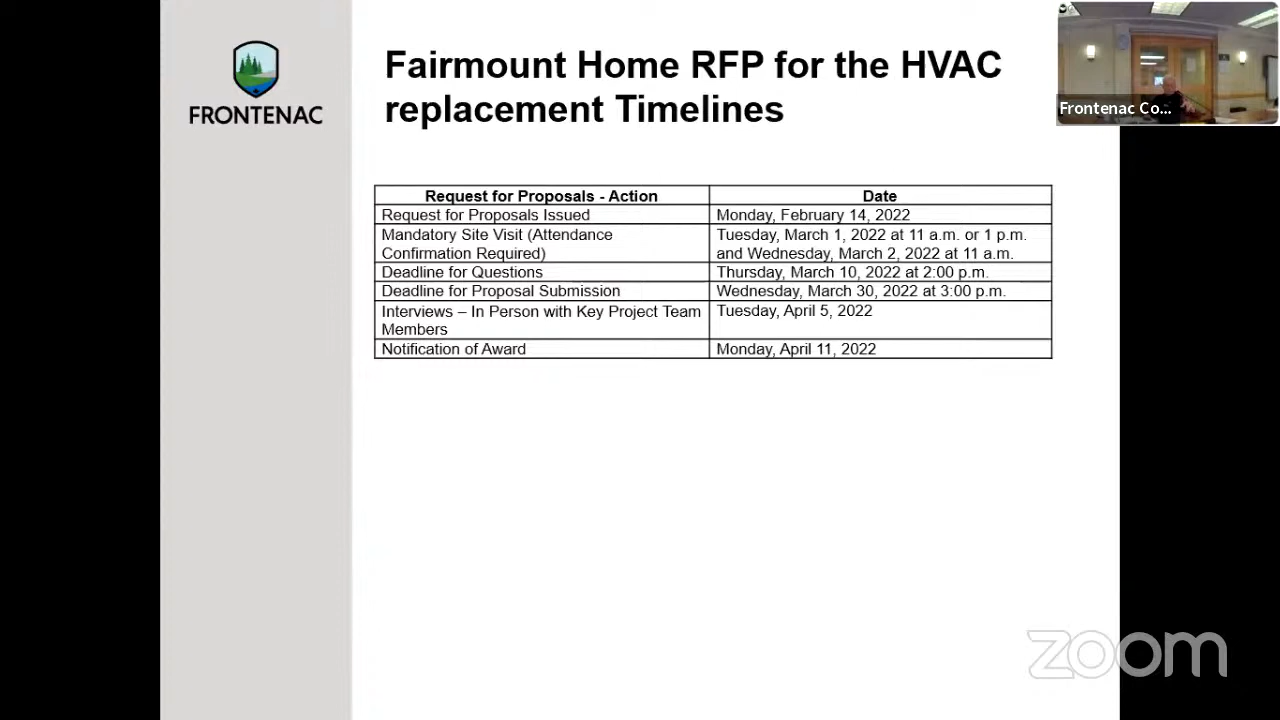 FRONTENAC
Fairmount Home RFP for the HVAC
replacement Timelines
Frontenac Co...
Request for Proposals - Action Date
Request for Proposals Issued Monday, February 14, 2022
Mandatory Site Visit (Attendance Tuesday, March 1, 2022 at 11 a.m. or 1 p.m.
Confirmation Required) and Wednesday, March 2, 2022 at 11 a.m.
Deadline for Questions Thursday, March 10, 2022 at 2:00 p.m.
Deadline for Proposal Submission Wednesday, March 30, 2022 at 3:00 p.m.
Interviews – In Person with Key Project Team Tuesday, April 5, 2022
Members
Notification of Award Monday, April 11, 2022
zoom